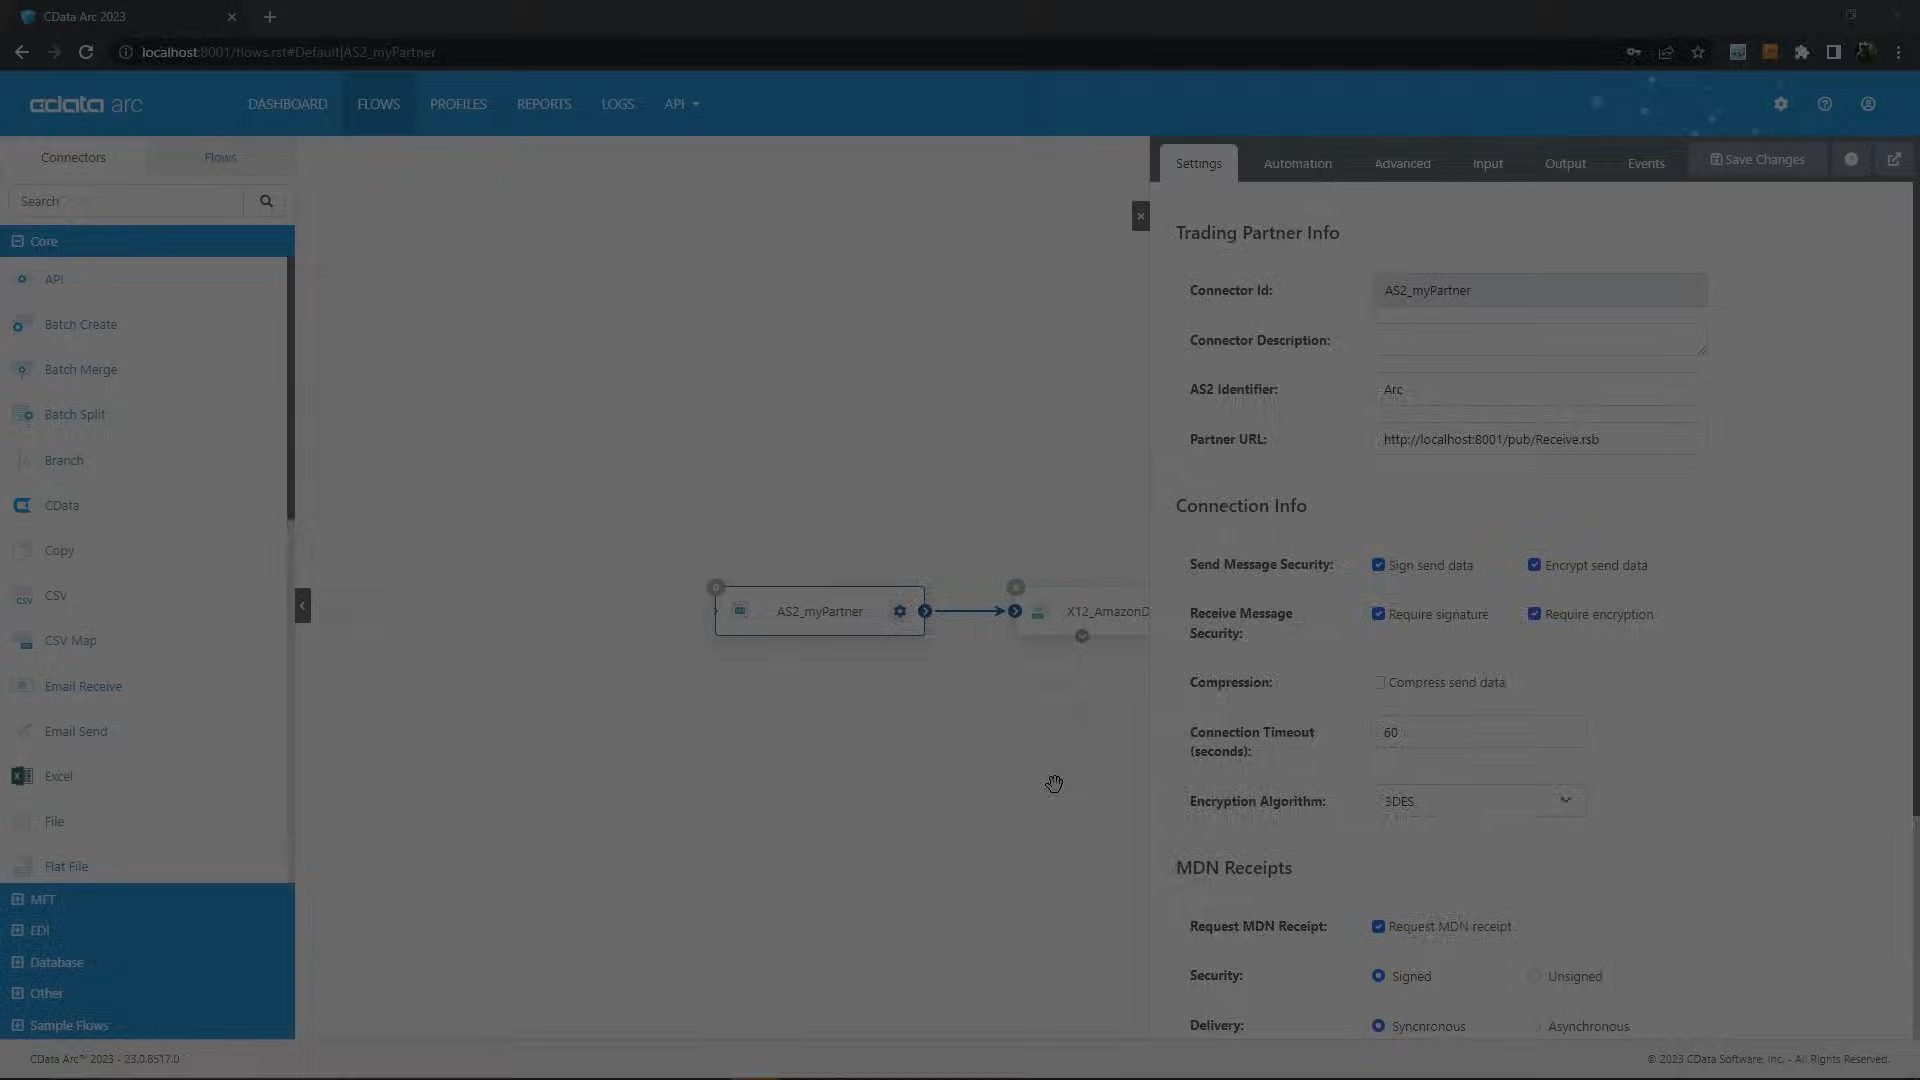 CData Arc 2023
localhost:8001/flows.rst#Default|AS2_myPartner
cdata arc
DASHBOARD
FLOWS
PROFILES
REPORTS
LOGS
API
Connectors
Flows
Search
Core
API
Batch Create
Batch Merge
Batch Split
Branch
CData
Copy
CSV
CSV
CSV Map
Email Receive
Email Send
Excel
File
Flat File
MFT
EDI
Database
Other
Sample Flows
AS2_myPartner
X12_AmazonD
Settings
Automation
Advanced
Input
Output
Events
Save Changes
Trading Partner Info
Connector Id:
AS2_myPartner
Connector Description:
AS2 Identifier:
Arc
Partner URL:
http://localhost:8001/pub/Receive.rsb
Connection Info
Send Message Security:
Sign send data
Encrypt send data
Receive Message
Security:
Require signature
Require encryption
Compression:
Compress send data
Connection Timeout
(seconds):
60
Encryption Algorithm:
3DES
MDN Receipts
Request MDN Receipt:
Request MDN receipt
Security:
Signed
Unsigned
Delivery:
Synchronous
Asynchronous
CData Arc™ 2023 - 23.0.8517.0
© 2023 CData Software, Inc. - All Rights Reserved.